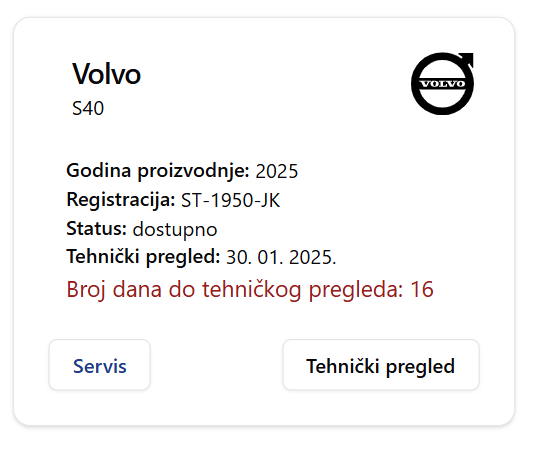 Volvo
S40
VOLVO
Godina proizvodnje: 2025
Registracija: ST-1950-JK
Status: dostupno
Tehnički pregled: 30. 01. 2025.
Broj dana do tehničkog pregleda: 16
Servis
Tehnički pregled